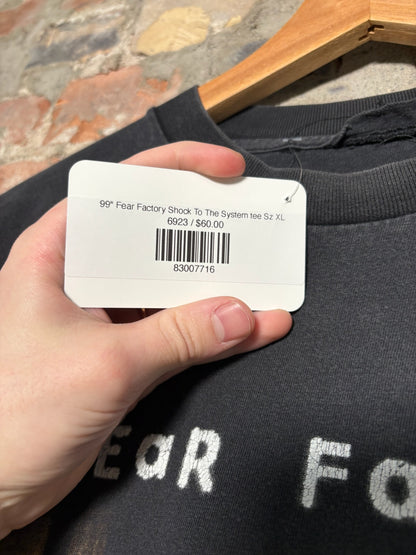 99" Fear Factory Shock To The System tee Sz XL
6923 / $60.00
83007716
EaR Fa